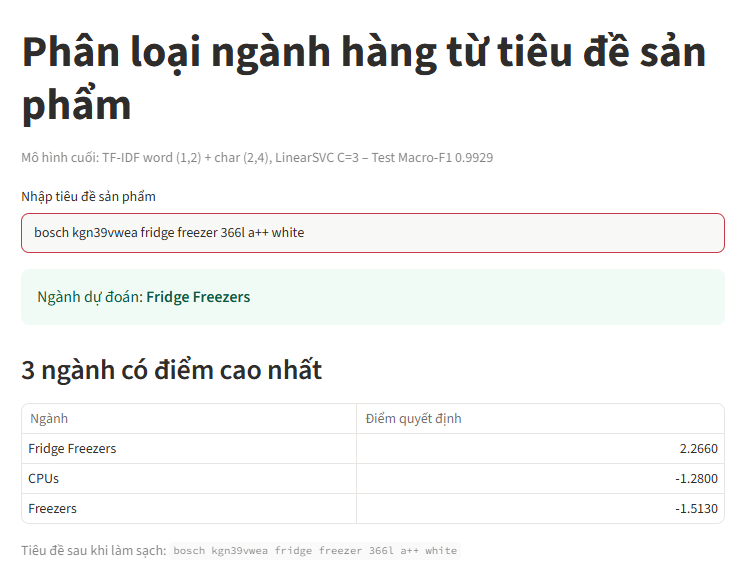 Phân loại ngành hàng từ tiêu đề sản
phẩm
Mô hình cuối: TF-IDF word (1,2) + char (2,4), LinearSVC C=3 – Test Macro-F1 0.9929
Nhập tiêu đề sản phẩm
bosch kgn39vwea fridge freezer 366l a++ white
Ngành dự đoán: Fridge Freezers
3 ngành có điểm cao nhất
Ngành Điểm quyết định
Fridge Freezers 2.2660
CPUs -1.2800
Freezers -1.5130
Tiêu đề sau khi làm sạch: bosch kgn39vwea fridge freezer 366l a++ white